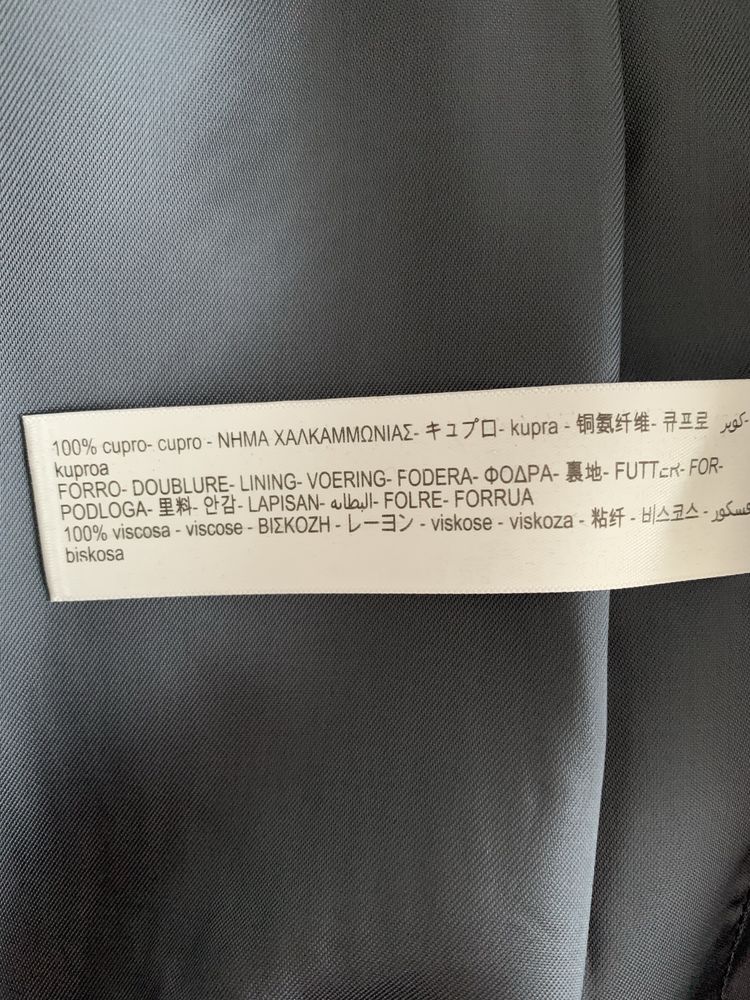 100% cupro- cupro - ΝΗΜΑ ΧΑΛΚΑΜΜΩΝΙΑΣ- キュプロ- kupra - 铜氨纤维- 큐프로 كوبر-
kuproa
FORRO- DOUBLURE- LINING- VOERING- FODERA- ΦΟΔΡΑ- 裏地- FUTTER- FOR-
PODLOGA- 里料- 안감- LAPISAN- البطانه- FOLRE- FORRUA
100% viscosa - viscose - ΒΙΣΚΟΖΗ - レーヨン - viskose - viskoza - 粘纤 - 비스코스 -
biskosa